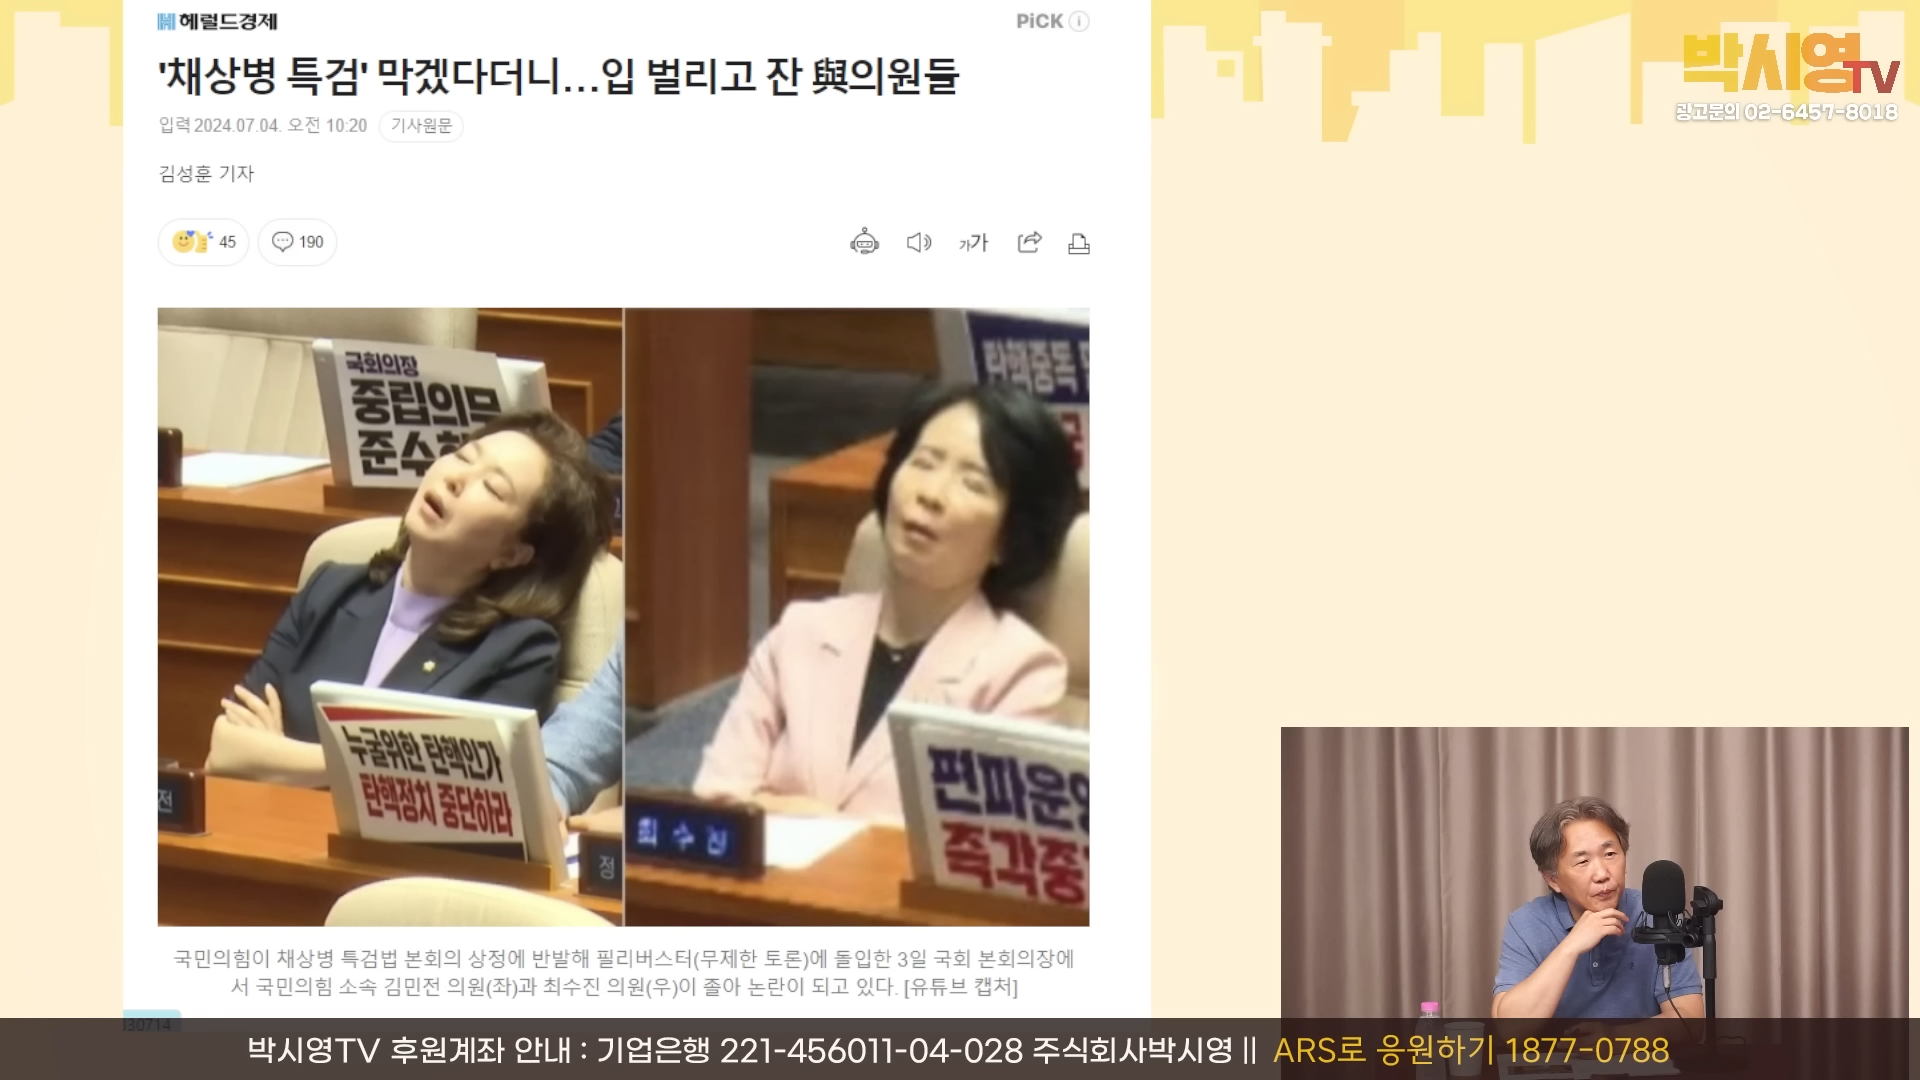 헤럴드경제
PiCK
'채상병 특검' 막겠다더니...입 벌리고 잔 與의원들
입력 2024.07.04. 오전 10:20
기사원문
김성훈 기자
45
190
가가
국회의장
중립의무
누굴위한 탄핵인가
탄핵정치 중단하라
전
정
탄핵중독
최수진
즉각중
국민의힘이 채상병 특검법 본회의 상정에 반발해 필리버스터(무제한 토론)에 돌입한 3일 국회 본회의장에
서 국민의힘 소속 김민전 의원(좌)과 최수진 의원(우)이 졸아 논란이 되고 있다. [유튜브 캡처]
30714
박시영TV
광고문의 02-6457-8018
박시영TV 후원계좌 안내 : 기업은행 221-456011-04-028 주식회사박시영 || ARS로 응원하기 1877-0788